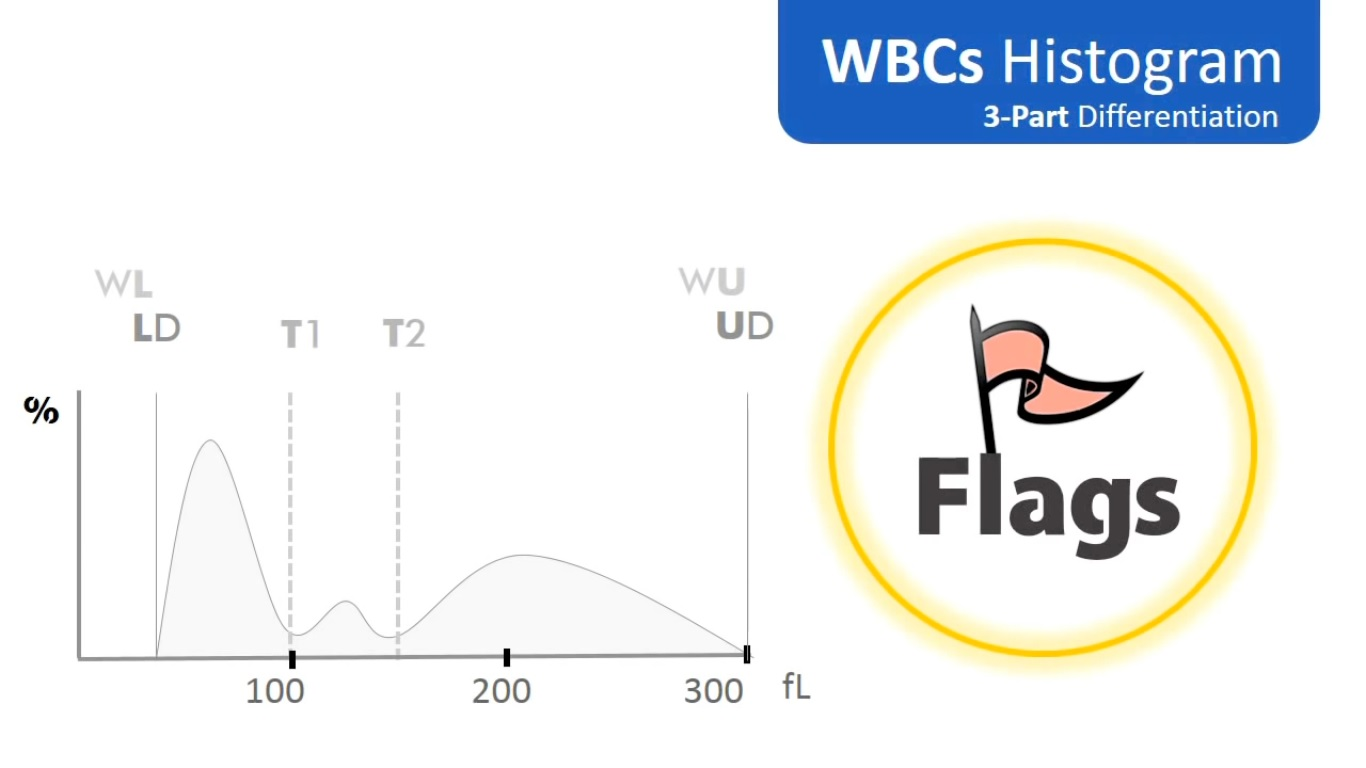 WBCs Histogram
3-Part Differentiation
WL
LD
T1
T2
WU
UD
%
100
200
300
fL
Flags